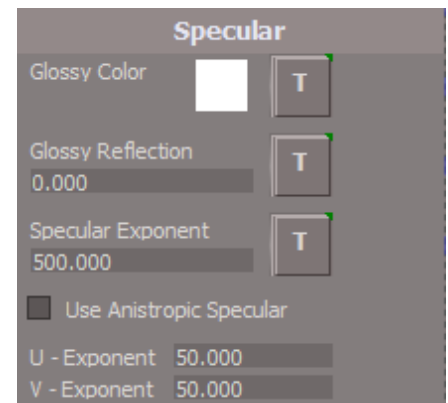 Specular
Glossy Color
T
Glossy Reflection
T
0.000
Specular Exponent
T
500.000
Use Anistropic Specular
U - Exponent 50.000
V - Exponent 50.000